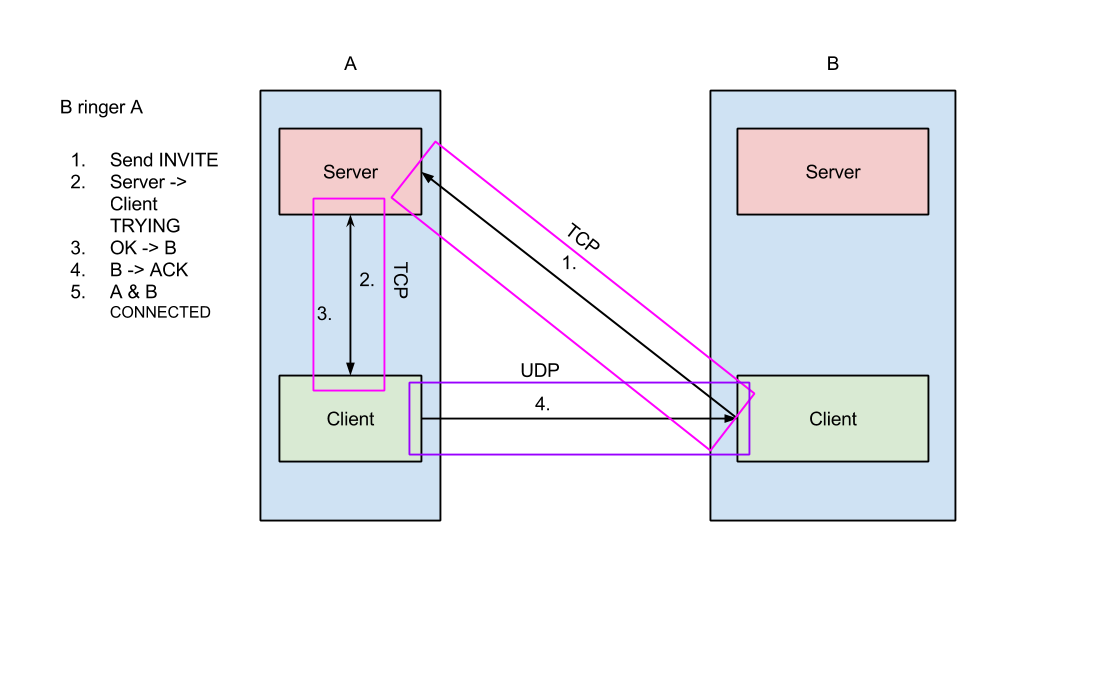 A
B
B ringer A
1. Send INVITE
2. Server ->
Client
TRYING
3. OK -> B
4. B -> ACK
5. A & B
CONNECTED
Server
Server
TCP
1.
2.
TCP
3.
UDP
4.
Client
Client